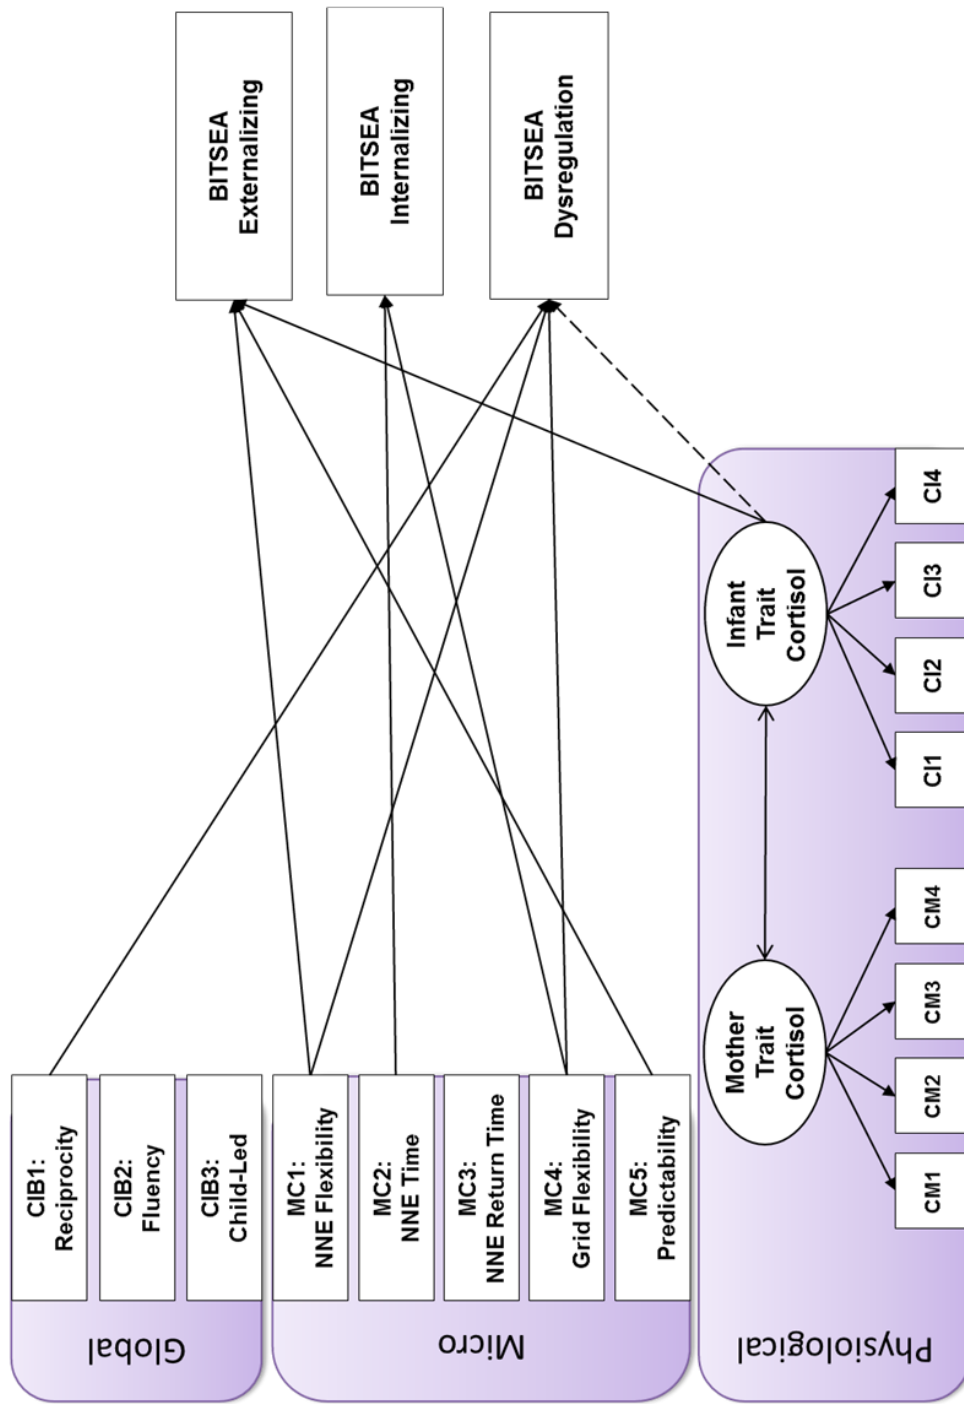 Global
CIB1:
Reciprocity
CIB2:
Fluency
CIB3:
Child-Led
Micro
MC1:
NNE Flexibility
MC2:
NNE Time
MC3:
NNE Return Time
MC4:
Grid Flexibility
MC5:
Predictability
Physiological
Mother
Trait
Cortisol
CM1
CM2
CM3
CM4
Infant
Trait
Cortisol
CI1
CI2
CI3
CI4
BITSEA
Externalizing
BITSEA
Internalizing
BITSEA
Dysregulation